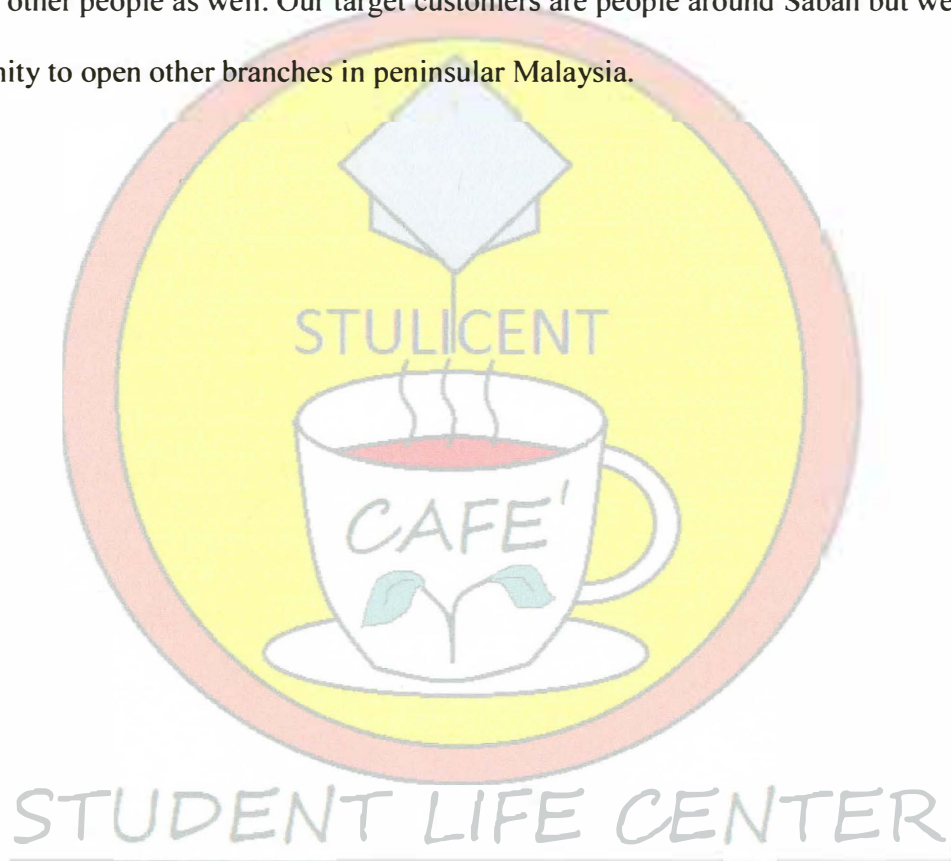 other people as well. Our target customers are people around Sabah but we
nity to open other branches in peninsular Malaysia.
STULICENT
CAFE'
STUDENT LIFE CENTER